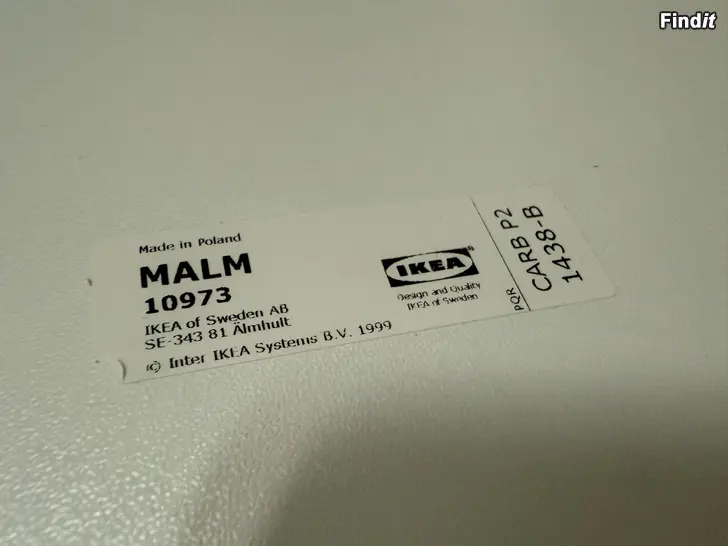 Findit
Made in Poland
MALM
10973
IKEA of Sweden AB
SE-343 81 Älmhult
© Inter IKEA Systems B.V. 1999
IKEA®
Design and Quality
IKEA of Sweden
PQR
CARB P2
1438-B